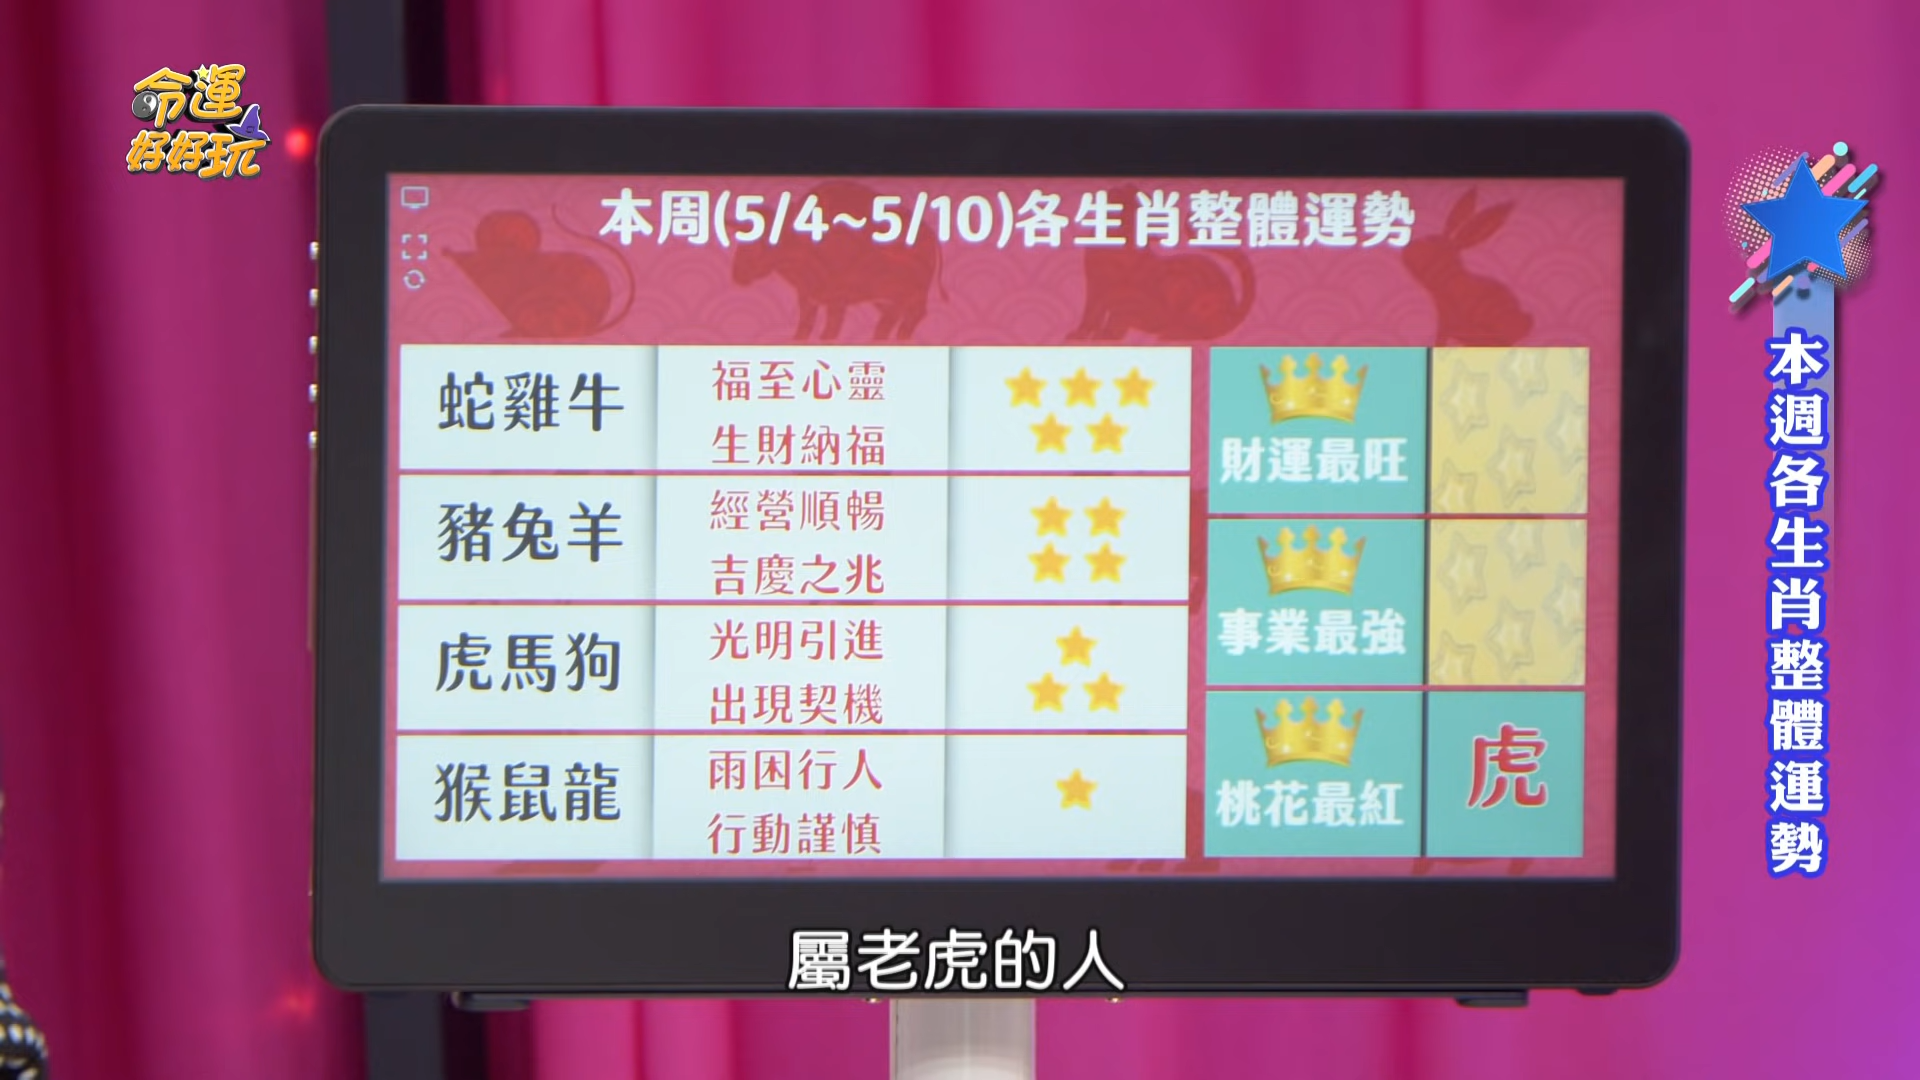 命運
好好玩
本周(5/4~5/10)各生肖整體運勢
蛇雞牛
福至心靈
生財納福
豬兔羊
經營順暢
吉慶之兆
虎馬狗
光明引進
出現契機
猴鼠龍
雨困行人
行動謹慎
財運最旺
事業最強
桃花最紅
虎
本週各生肖整體運勢
屬老虎的人